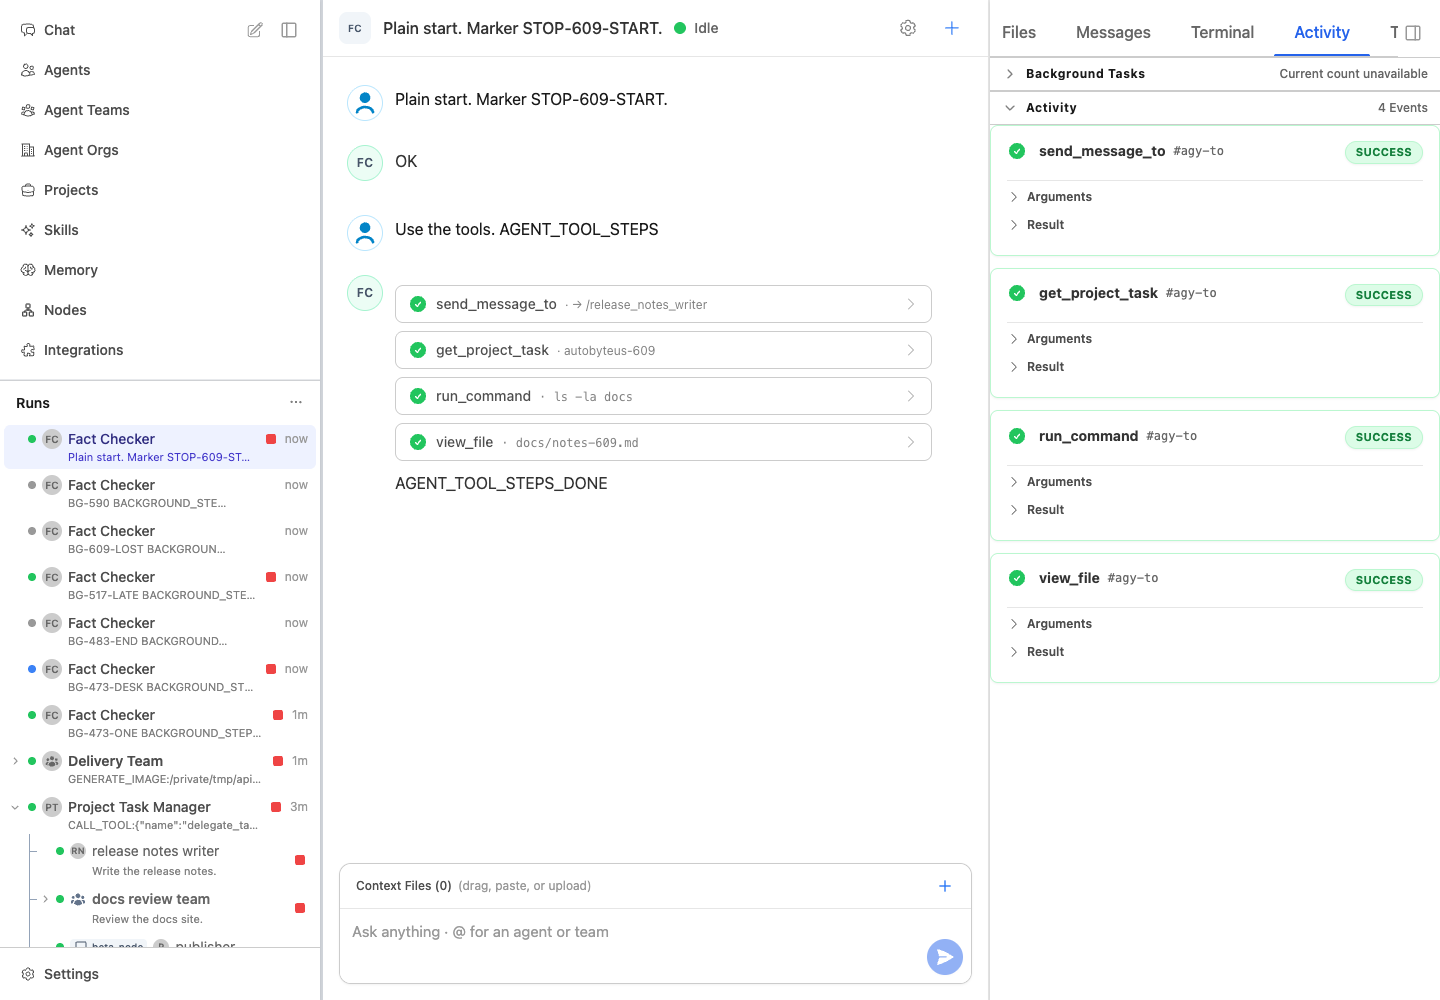 Chat
Agents
Agent Teams
Agent Orgs
Projects
Skills
Memory
Nodes
Integrations
Runs
FC Fact Checker now
Plain start. Marker STOP-609-ST...
FC Fact Checker now
BG-590 BACKGROUND_STE...
FC Fact Checker now
BG-609-LOST BACKGROUN...
FC Fact Checker now
BG-517-LATE BACKGROUND_STE...
FC Fact Checker now
BG-483-END BACKGROUND...
FC Fact Checker now
BG-473-DESK BACKGROUND_ST...
FC Fact Checker 1m
BG-473-ONE BACKGROUND_STEP...
Delivery Team 1m
GENERATE_IMAGE:/private/tmp/api...
PT Project Task Manager 3m
CALL_TOOL:{"name":"delegate_ta...
RN release notes writer
Write the release notes.
docs review team
Review the docs site.
beta-node publisher
Settings
FC Plain start. Marker STOP-609-START. Idle
Plain start. Marker STOP-609-START.
FC OK
Use the tools. AGENT_TOOL_STEPS
FC
send_message_to · → /release_notes_writer
get_project_task · autobyteus-609
run_command · ls -la docs
view_file · docs/notes-609.md
AGENT_TOOL_STEPS_DONE
Context Files (0) (drag, paste, or upload)
Ask anything · @ for an agent or team
Files Messages Terminal Activity T
Background Tasks Current count unavailable
Activity 4 Events
send_message_to #agy-to SUCCESS
Arguments
Result
get_project_task #agy-to SUCCESS
Arguments
Result
run_command #agy-to SUCCESS
Arguments
Result
view_file #agy-to SUCCESS
Arguments
Result